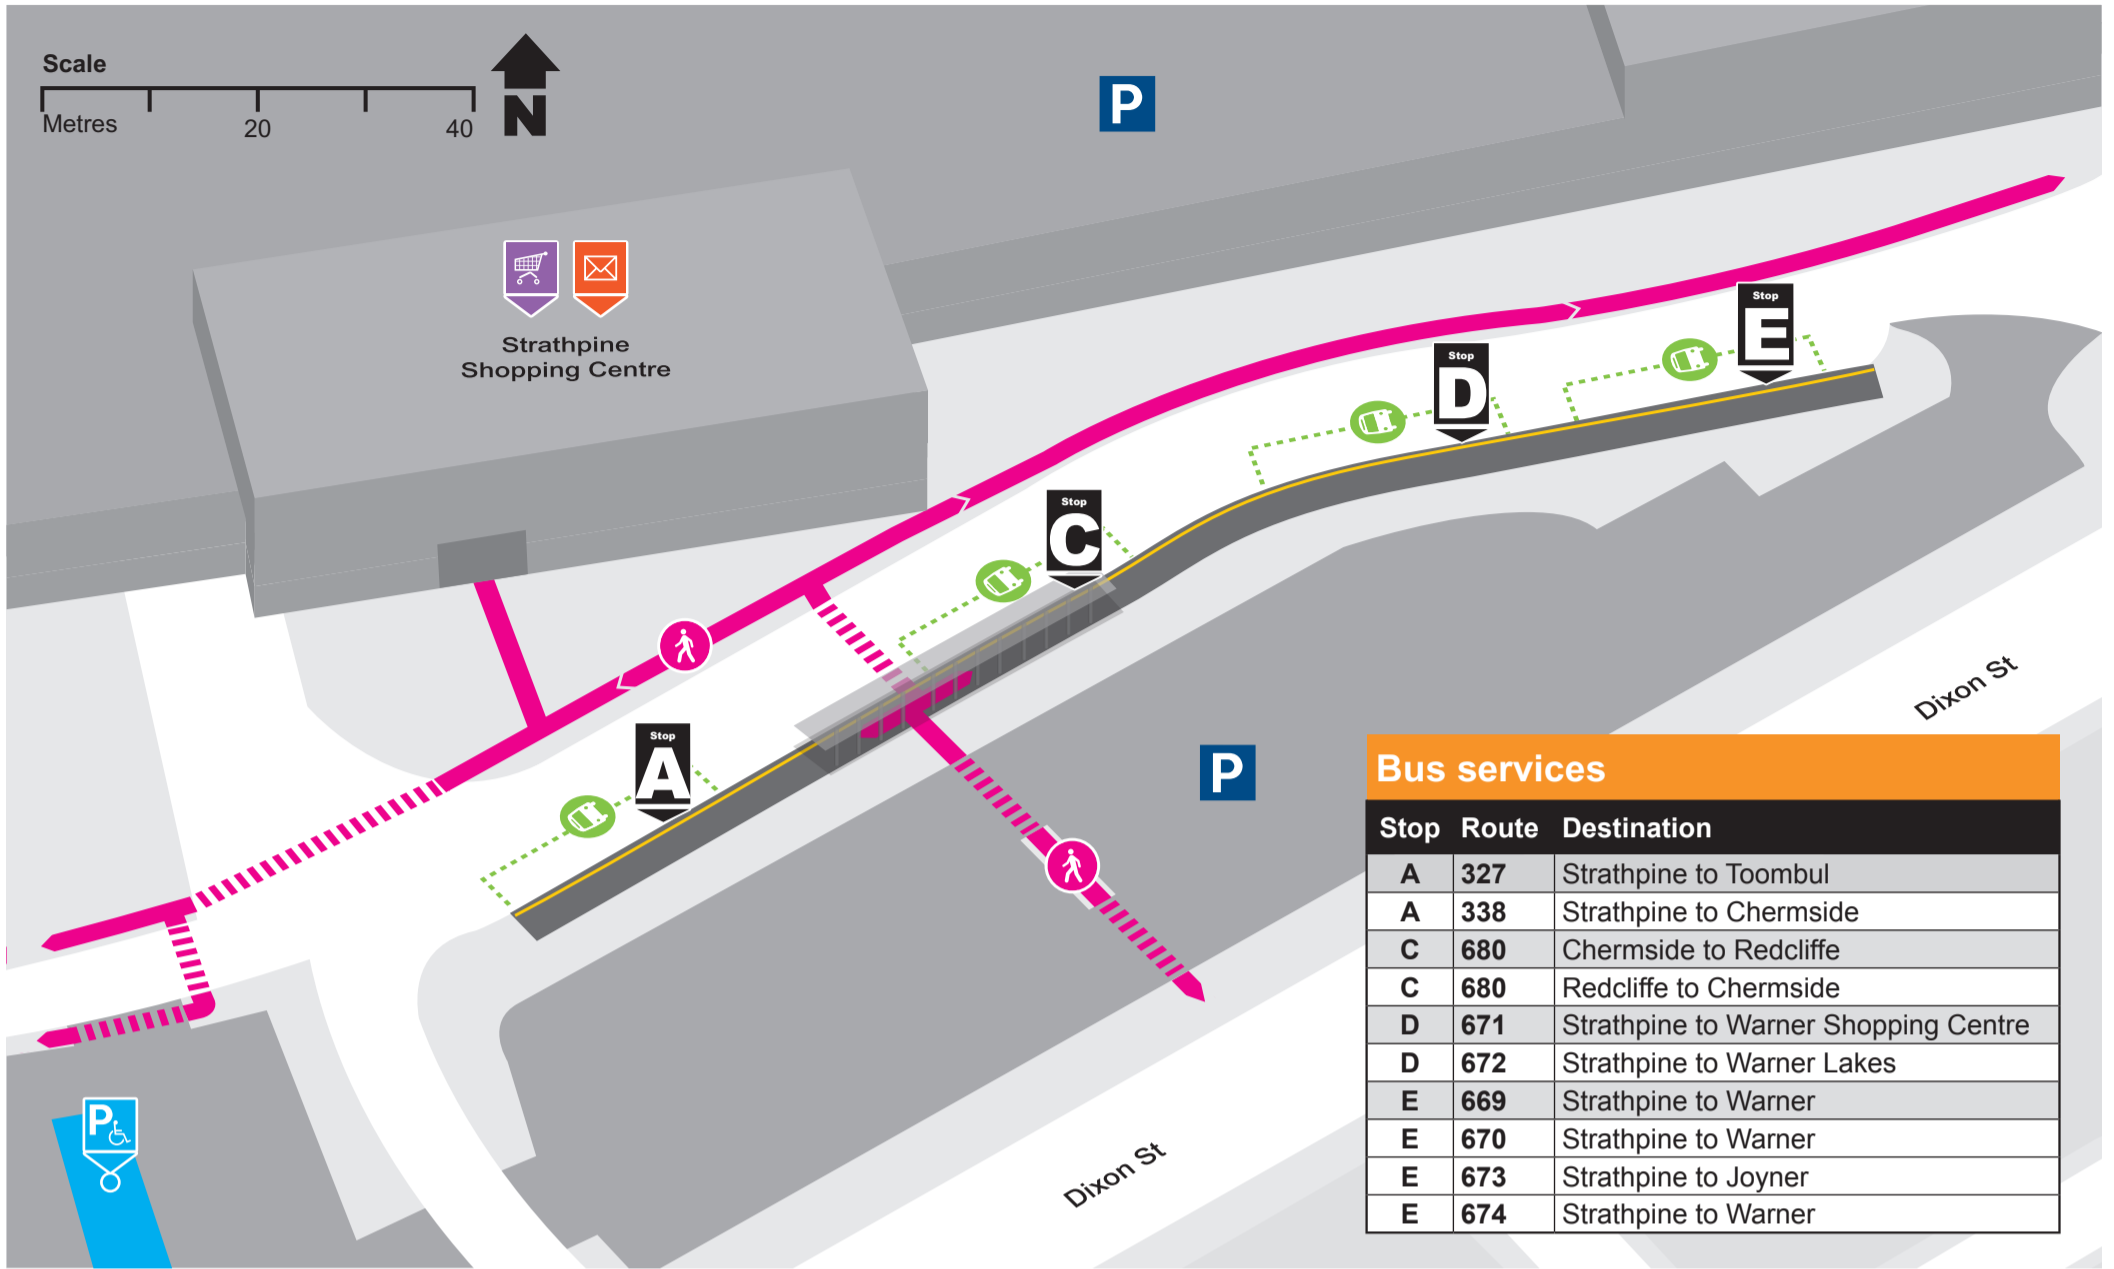 Scale
Metres 20 40
N
P
Strathpine
Shopping Centre
Stop
E
Stop
D
Stop
C
Stop
A
P
Dixon St
Dixon St
P
Bus services
Stop Route Destination
A 327 Strathpine to Toombul
A 338 Strathpine to Chermside
C 680 Chermside to Redcliffe
C 680 Redcliffe to Chermside
D 671 Strathpine to Warner Shopping Centre
D 672 Strathpine to Warner Lakes
E 669 Strathpine to Warner
E 670 Strathpine to Warner
E 673 Strathpine to Joyner
E 674 Strathpine to Warner